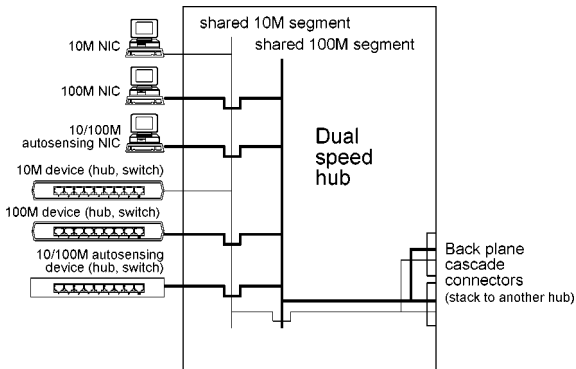 shared 10M segment
shared 100M segment
10M NIC
100M NIC
10/100M
autosensing NIC
10M device (hub, switch)
100M device (hub, switch)
10/100M autosensing
device (hub, switch)
Dual
speed
hub
Back plane
cascade
connectors
(stack to another hub)